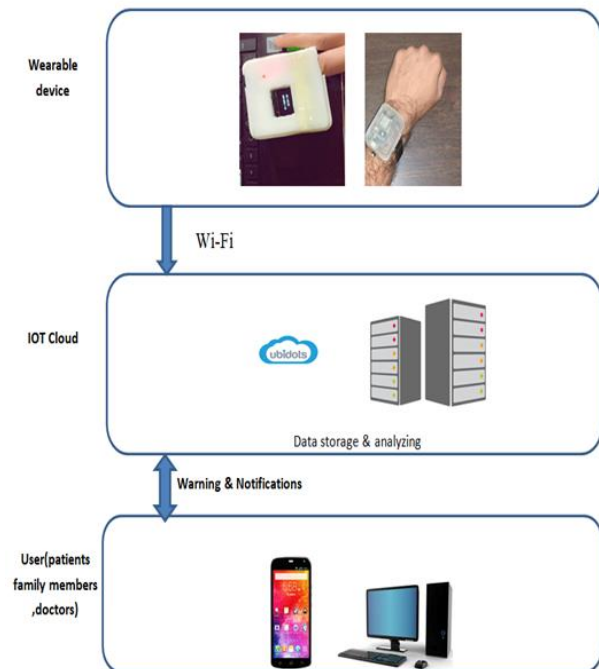 Wearable
device
Wi-Fi
IOT Cloud
ubidots
Data storage & analyzing
Warning & Notifications
User(patients
family members
,doctors)